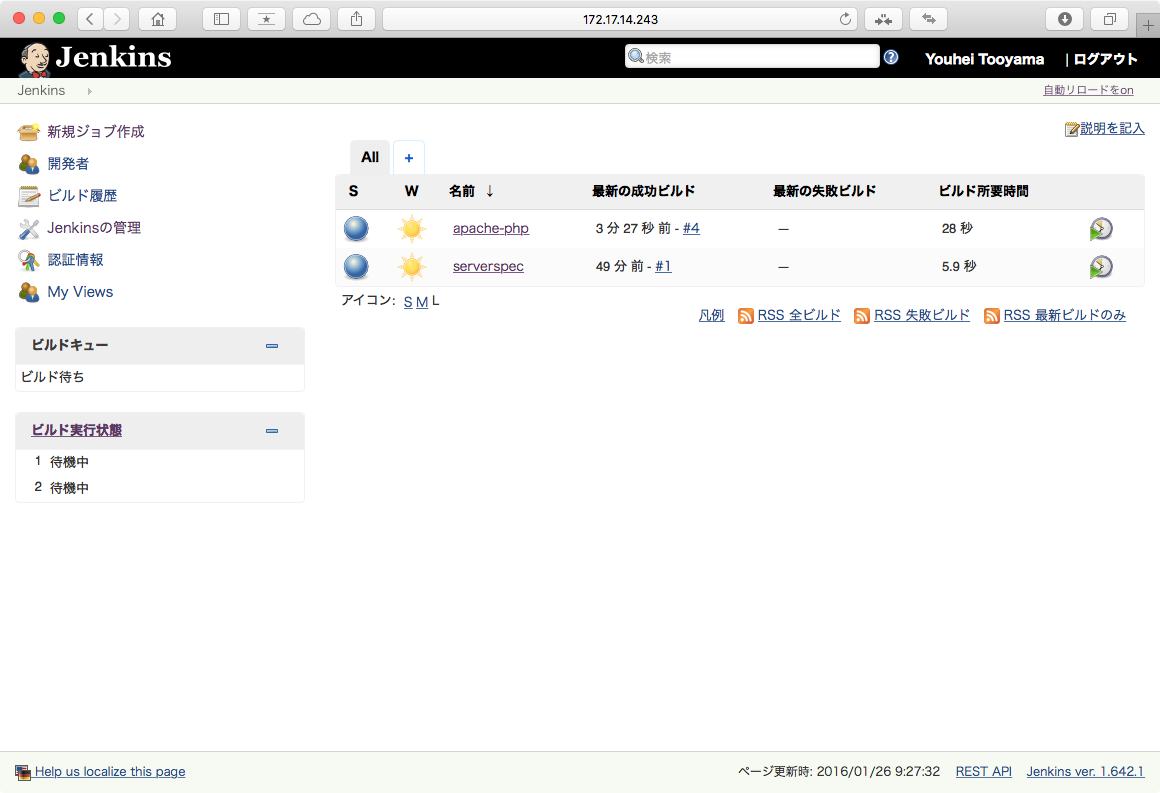 172.17.14.243
Jenkins
検索
Youhei Tooyama
| ログアウト
Jenkins
自動リロードをon
新規ジョブ作成
開発者
ビルド履歴
Jenkinsの管理
認証情報
My Views
ビルドキュー
ビルド待ち
ビルド実行状態
1 待機中
2 待機中
説明を記入
All +
S W 名前 ↓ 最新の成功ビルド 最新の失敗ビルド ビルド所要時間
apache-php 3 分 27 秒 前 - #4 — 28 秒
serverspec 49 分 前 - #1 — 5.9 秒
アイコン: S M L
凡例 RSS 全ビルド RSS 失敗ビルド RSS 最新ビルドのみ
Help us localize this page
ページ更新時: 2016/01/26 9:27:32 REST API Jenkins ver. 1.642.1